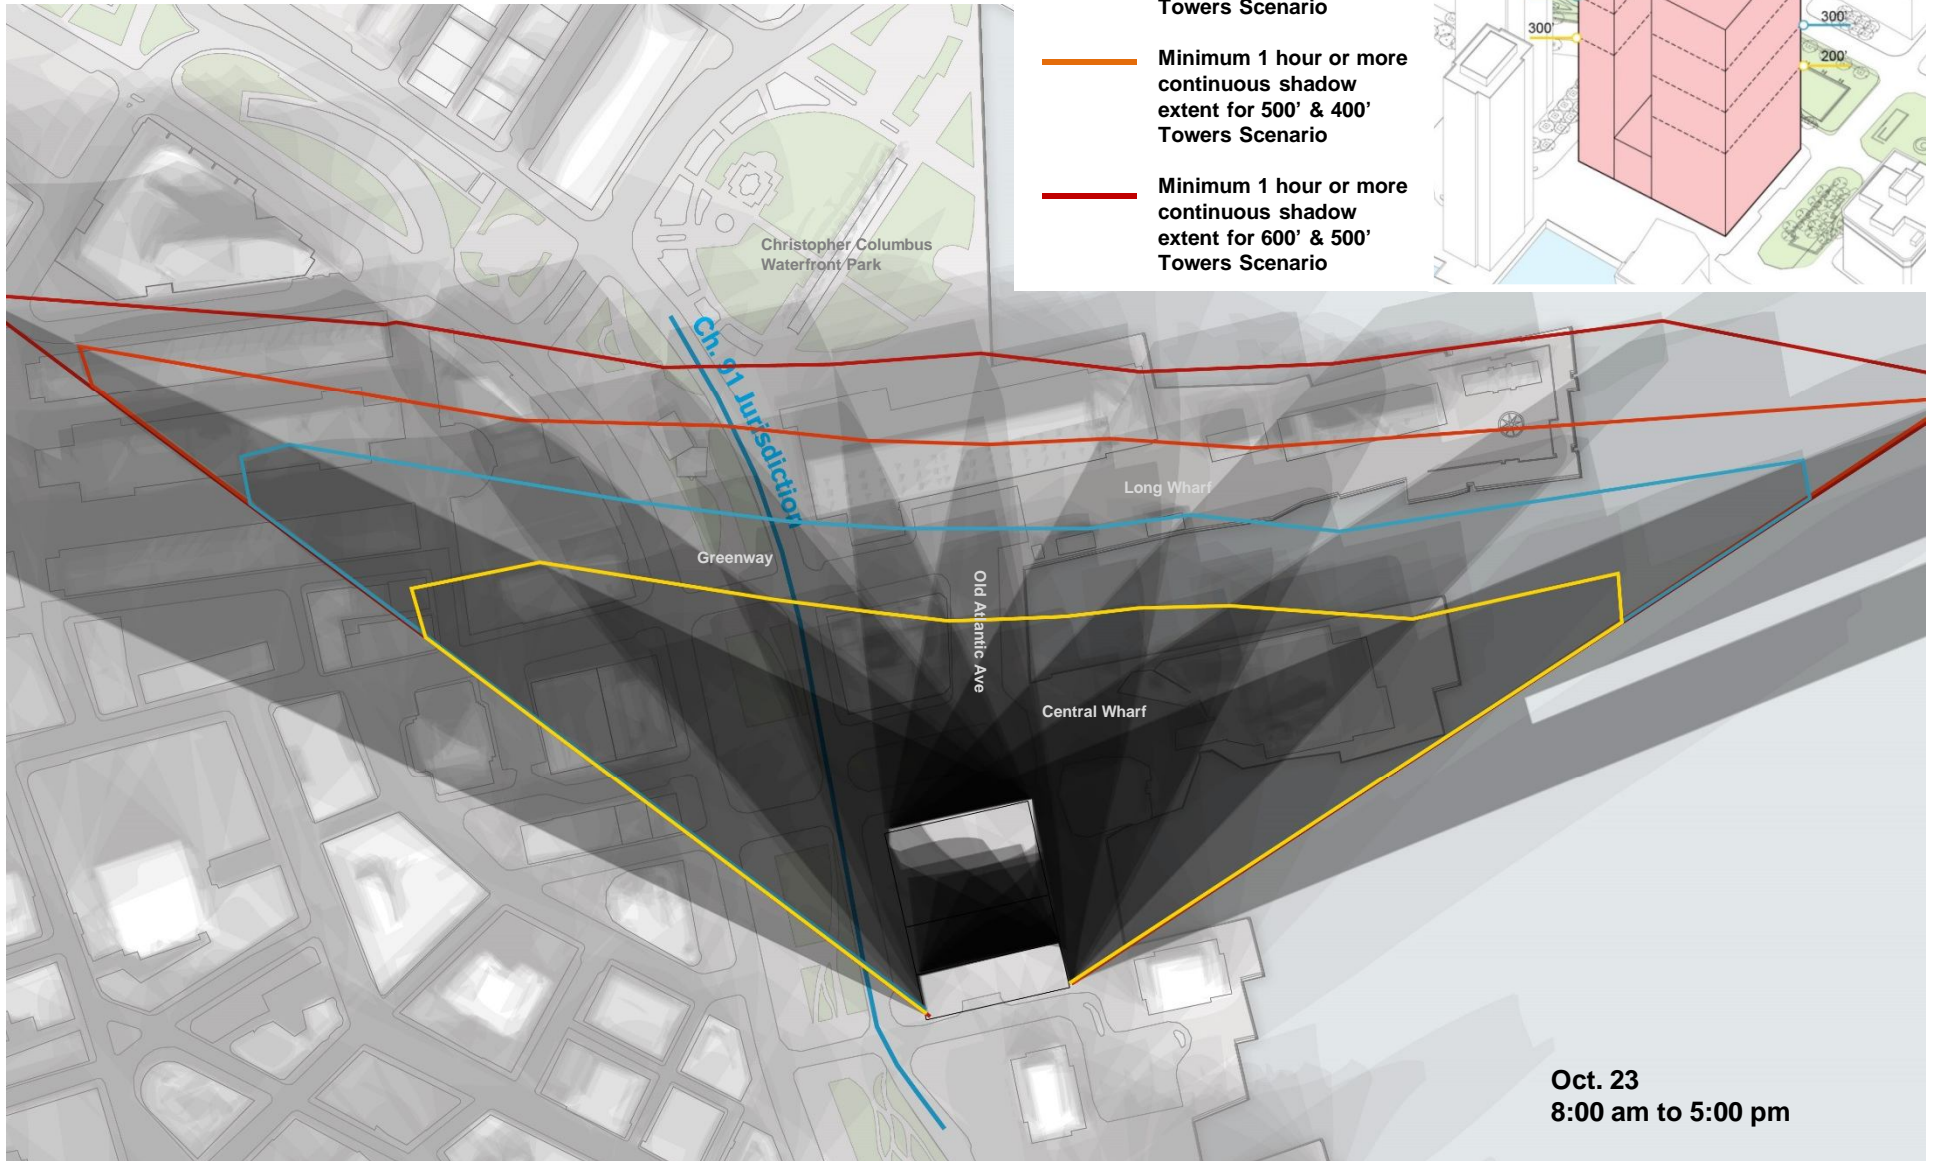 Towers Scenario
Minimum 1 hour or more
continuous shadow
extent for 500' & 400'
Towers Scenario
Minimum 1 hour or more
continuous shadow
extent for 600' & 500'
Towers Scenario
300'
300'
200'
Christopher Columbus
Waterfront Park
Ch. 91 Jurisdiction
Long Wharf
Greenway
Old Atlantic Ave
Central Wharf
Oct. 23
8:00 am to 5:00 pm